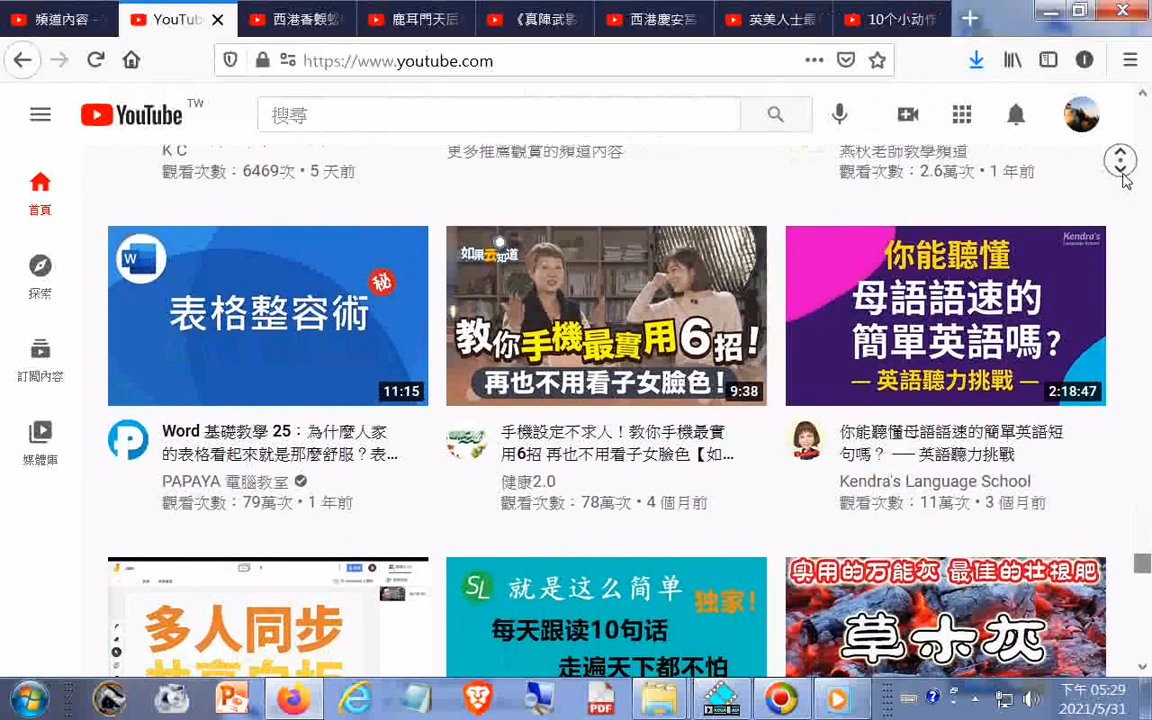 頻道內容
YouTube
西港香觀蚣
鹿耳門天后
《真陣武影
西港慶安宮
英美人士最
10个小动作
https://www.youtube.com
YouTube TW
搜尋
首頁
探索
訂閱內容
媒體庫
K C
觀看次數：6469次 • 5 天前
更多推薦觀賞的頻道內容
燕秋老師教學頻道
觀看次數：2.6萬次 • 1 年前
W
表格整容術
秘
11:15
Word 基礎教學 25：為什麼人家
的表格看起來就是那麼舒服？表...
PAPAYA 電腦教室
觀看次數：79萬次 • 1 年前
如果云知道
教你手機最實用6招！
再也不用看子女臉色！
9:38
手機設定不求人！教你手機最實
用6招 再也不用看子女臉色【如...
健康2.0
觀看次數：78萬次 • 4 個月前
Kendra's
Language School
你能聽懂
母語語速的
簡單英語嗎?
— 英語聽力挑戰 —
2:18:47
你能聽懂母語語速的簡單英語短
句嗎？ ── 英語聽力挑戰
Kendra's Language School
觀看次數：11萬次 • 3 個月前
多人同步
SL 就是这么简单
独家!
每天跟读10句话
走遍天下都不怕
实用的万能灰 最佳的壮根肥
草木灰
PDF
下午 05:29
2021/5/31